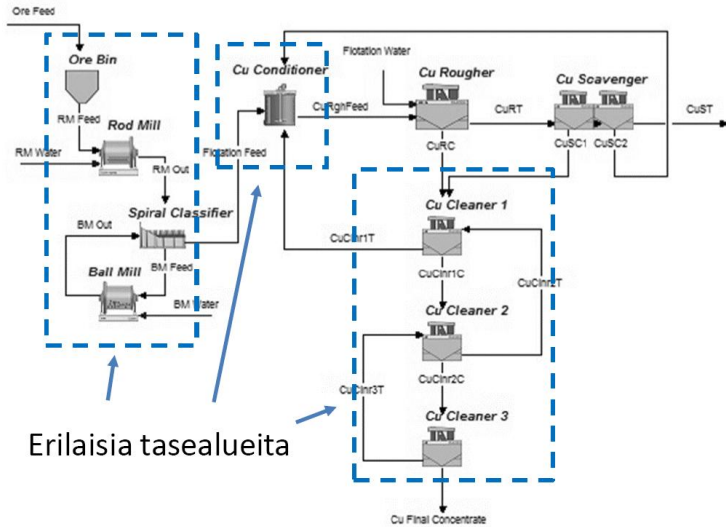 Ore Feed
Ore Bin
RM Feed
Rod Mill
RM Water
RM Out
Spiral Classifier
BM Out
BM Feed
Ball Mill
BM Water
Flotation Feed
Cu Conditioner
CuRghFeed
Flotation Water
Cu Rougher
CuRT
CuRC
Cu Scavenger
CuSC1
CuSC2
CuST
Cu Cleaner 1
CuClnr1T
CuClnr1C
CuClnr2T
Cu Cleaner 2
CuClnr2C
CuClnr3T
Cu Cleaner 3
Cu Final Concentrate
Erilaisia tasealueita